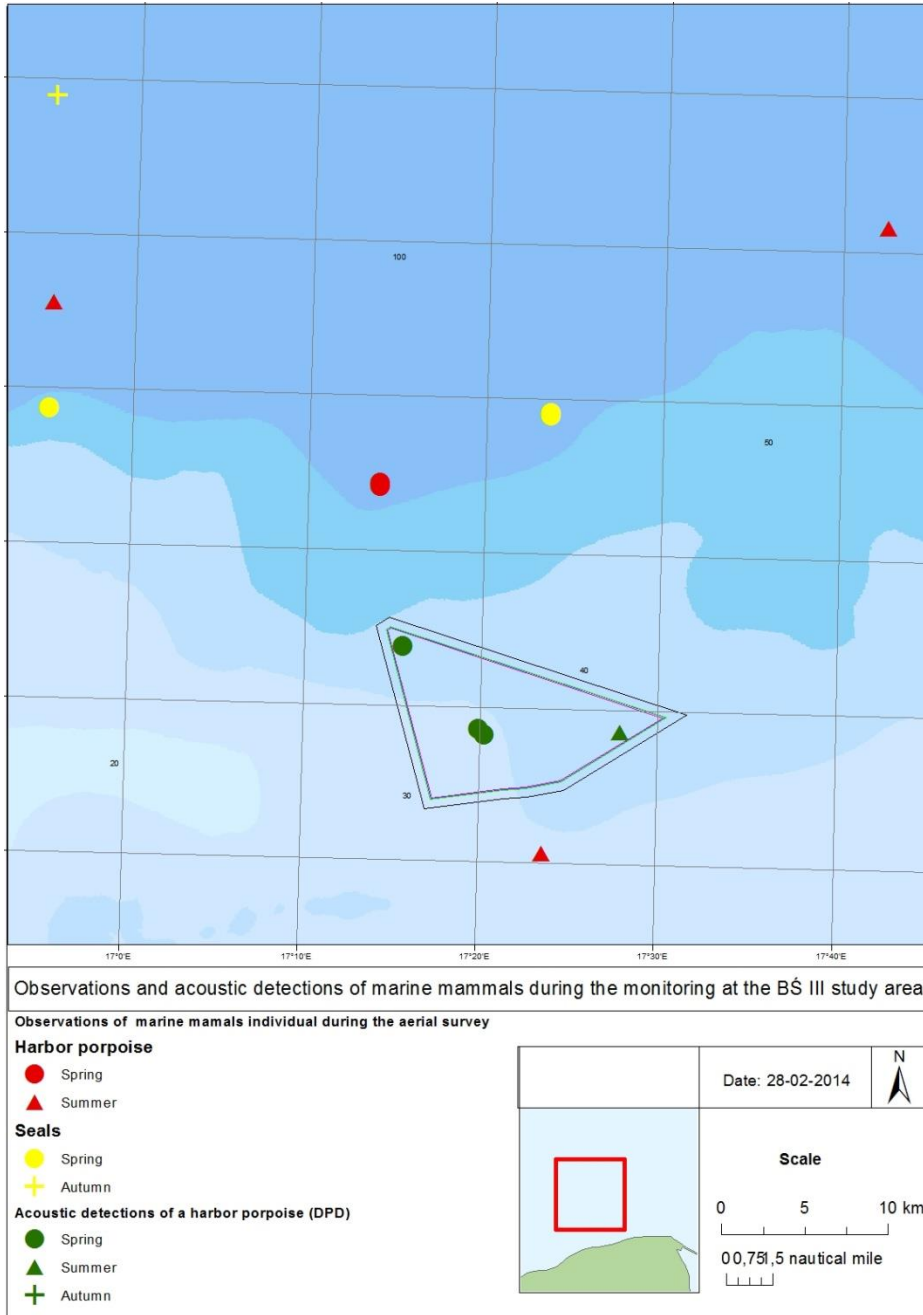 100
50
40
20
30
17°0'E 17°10'E 17°20'E 17°30'E 17°40'E
Observations and acoustic detections of marine mammals during the monitoring at the BŚ III study area
Observations of marine mamals individual during the aerial survey
Harbor porpoise
Spring
Summer
Seals
Spring
Autumn
Acoustic detections of a harbor porpoise (DPD)
Spring
Summer
Autumn
Date: 28-02-2014
N
Scale
0 5 10 km
00,751,5 nautical mile